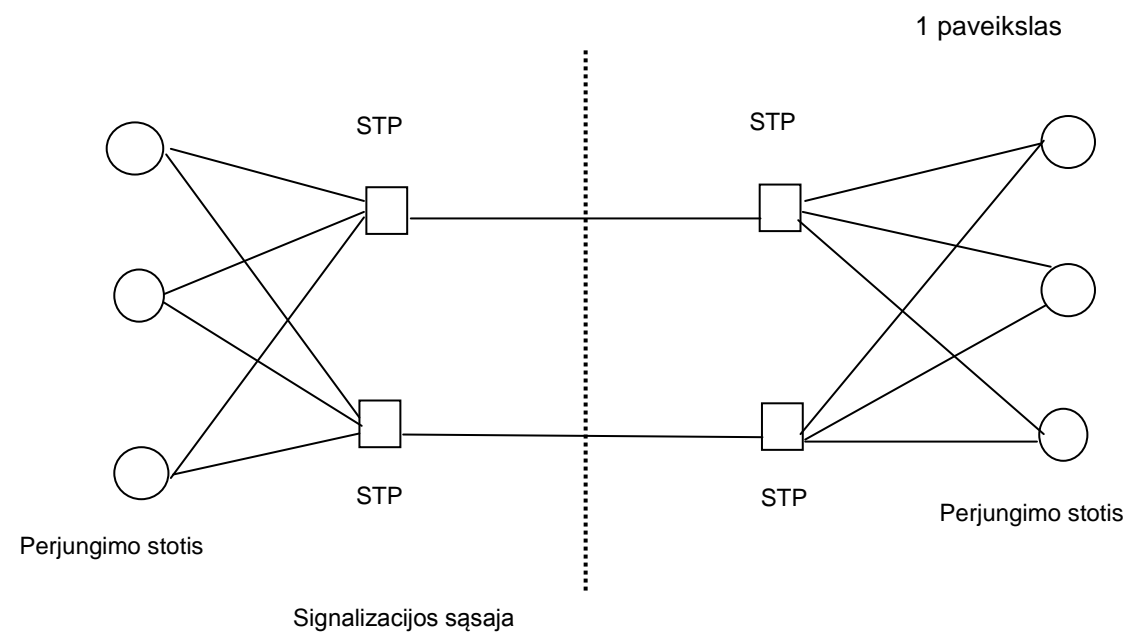 1 paveikslas
STP
STP
STP
STP
Perjungimo stotis
Perjungimo stotis
Signalizacijos sąsaja